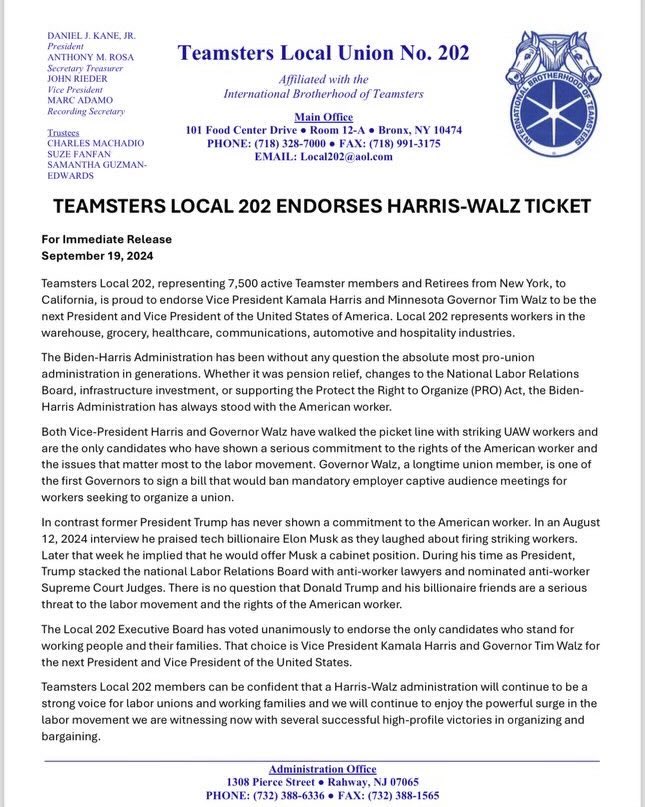 DANIEL J. KANE, JR.
President
ANTHONY M. ROSA
Secretary Treasurer
JOHN RIEDER
Vice President
MARC ADAMO
Recording Secretary
Trustees
CHARLES MACHADIO
SUZE FANFAN
SAMANTHA GUZMAN-
EDWARDS
Teamsters Local Union No. 202
Affiliated with the
International Brotherhood of Teamsters
Main Office
101 Food Center Drive ● Room 12-A ● Bronx, NY 10474
PHONE: (718) 328-7000 ● FAX: (718) 991-3175
EMAIL: Local202@aol.com
INTERNATIONAL BROTHERHOOD OF TEAMSTERS
TEAMSTERS LOCAL 202 ENDORSES HARRIS-WALZ TICKET
For Immediate Release
September 19, 2024
Teamsters Local 202, representing 7,500 active Teamster members and Retirees from New York, to
California, is proud to endorse Vice President Kamala Harris and Minnesota Governor Tim Walz to be the
next President and Vice President of the United States of America. Local 202 represents workers in the
warehouse, grocery, healthcare, communications, automotive and hospitality industries.
The Biden-Harris Administration has been without any question the absolute most pro-union
administration in generations. Whether it was pension relief, changes to the National Labor Relations
Board, infrastructure investment, or supporting the Protect the Right to Organize (PRO) Act, the Biden-
Harris Administration has always stood with the American worker.
Both Vice-President Harris and Governor Walz have walked the picket line with striking UAW workers and
are the only candidates who have shown a serious commitment to the rights of the American worker and
the issues that matter most to the labor movement. Governor Walz, a longtime union member, is one of
the first Governors to sign a bill that would ban mandatory employer captive audience meetings for
workers seeking to organize a union.
In contrast former President Trump has never shown a commitment to the American worker. In an August
12, 2024 interview he praised tech billionaire Elon Musk as they laughed about firing striking workers.
Later that week he implied that he would offer Musk a cabinet position. During his time as President,
Trump stacked the national Labor Relations Board with anti-worker lawyers and nominated anti-worker
Supreme Court Judges. There is no question that Donald Trump and his billionaire friends are a serious
threat to the labor movement and the rights of the American worker.
The Local 202 Executive Board has voted unanimously to endorse the only candidates who stand for
working people and their families. That choice is Vice President Kamala Harris and Governor Tim Walz for
the next President and Vice President of the United States.
Teamsters Local 202 members can be confident that a Harris-Walz administration will continue to be a
strong voice for labor unions and working families and we will continue to enjoy the powerful surge in the
labor movement we are witnessing now with several successful high-profile victories in organizing and
bargaining.
Administration Office
1308 Pierce Street ● Rahway, NJ 07065
PHONE: (732) 388-6336 ● FAX: (732) 388-1565